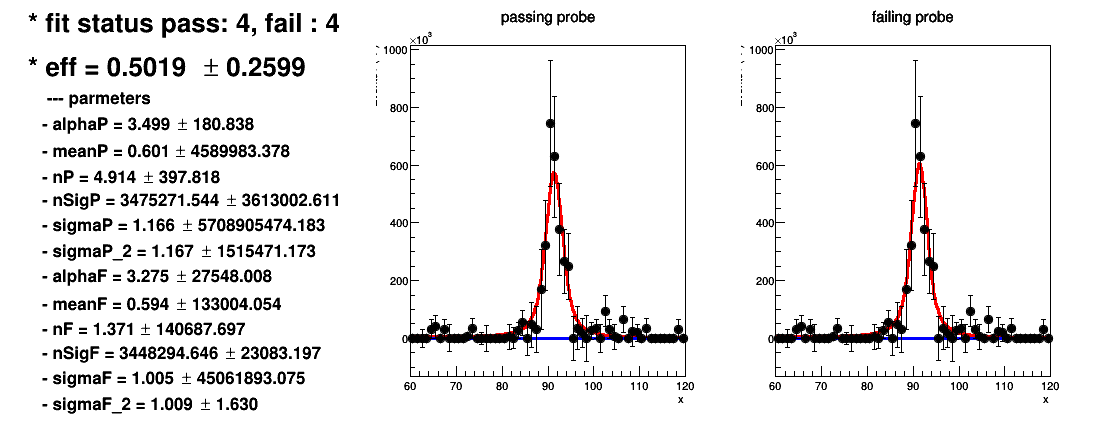 * fit status pass: 4, fail : 4
* eff = 0.5019 ± 0.2599
--- parmeters
- alphaP = 3.499 ± 180.838
- meanP = 0.601 ± 4589983.378
- nP = 4.914 ± 397.818
- nSigP = 3475271.544 ± 3613002.611
- sigmaP = 1.166 ± 5708905474.183
- sigmaP_2 = 1.167 ± 1515471.173
- alphaF = 3.275 ± 27548.008
- meanF = 0.594 ± 133004.054
- nF = 1.371 ± 140687.697
- nSigF = 3448294.646 ± 23083.197
- sigmaF = 1.005 ± 45061893.075
- sigmaF_2 = 1.009 ± 1.630
passing probe
×10³
1000
800
600
400
200
0
60 70 80 90 100 110 120
x
failing probe
×10³
1000
800
600
400
200
0
60 70 80 90 100 110 120
x